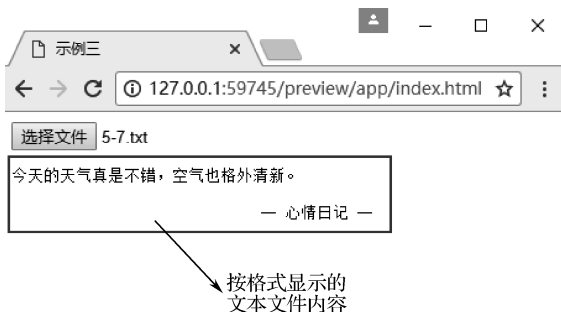 示例三
127.0.0.1:59745/preview/app/index.html
选择文件 5-7.txt
今天的天气真是不错，空气也格外清新。
— 心情日记 —
按格式显示的
文本文件内容